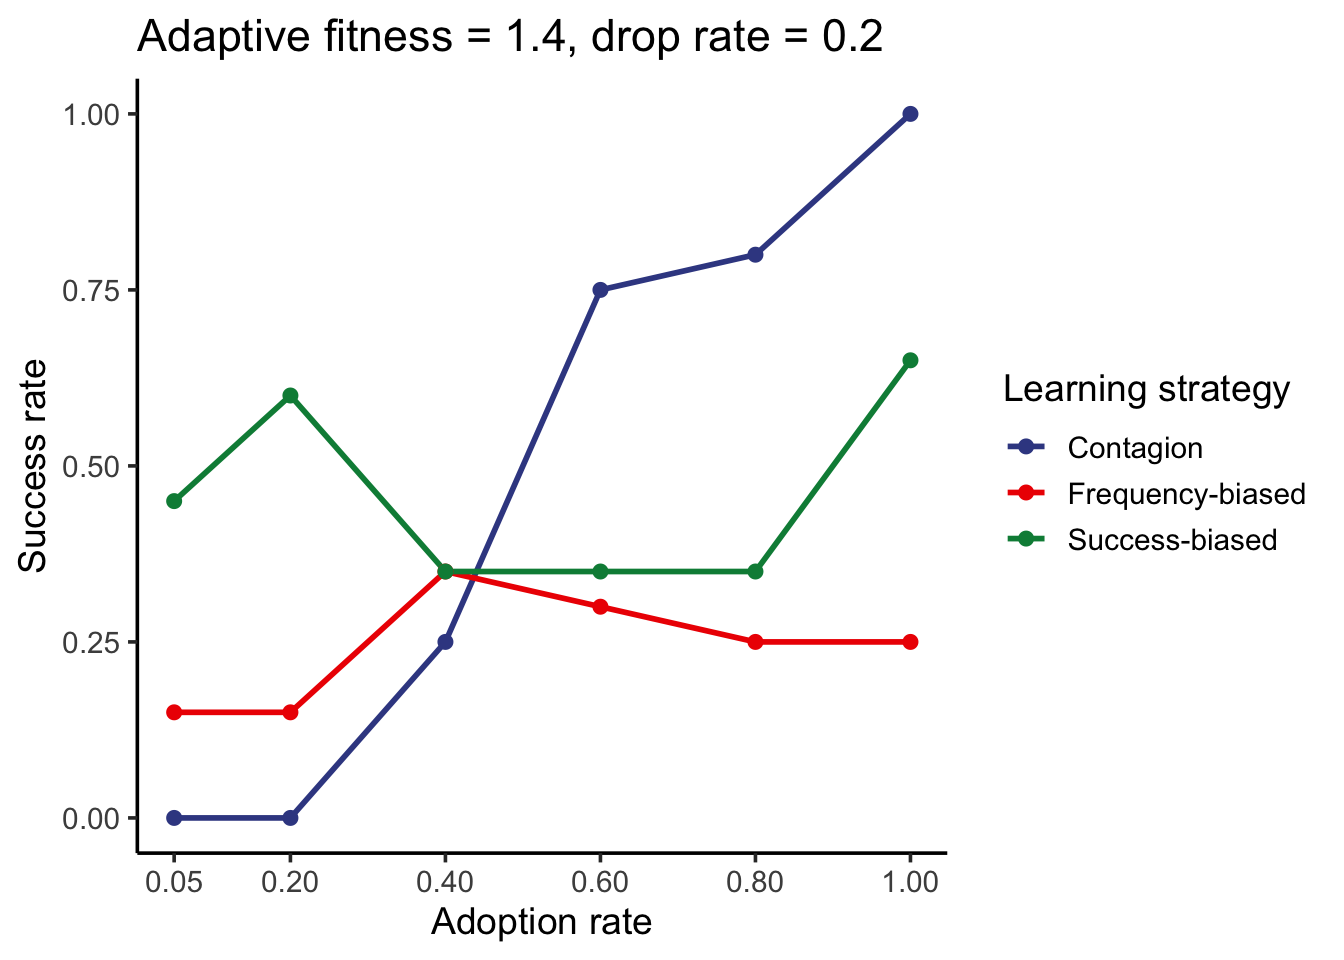 Adaptive fitness = 1.4, drop rate = 0.2
1.00
0.75
0.50
0.25
0.00
Success rate
0.05 0.20 0.40 0.60 0.80 1.00
Adoption rate
Learning strategy
Contagion
Frequency-biased
Success-biased